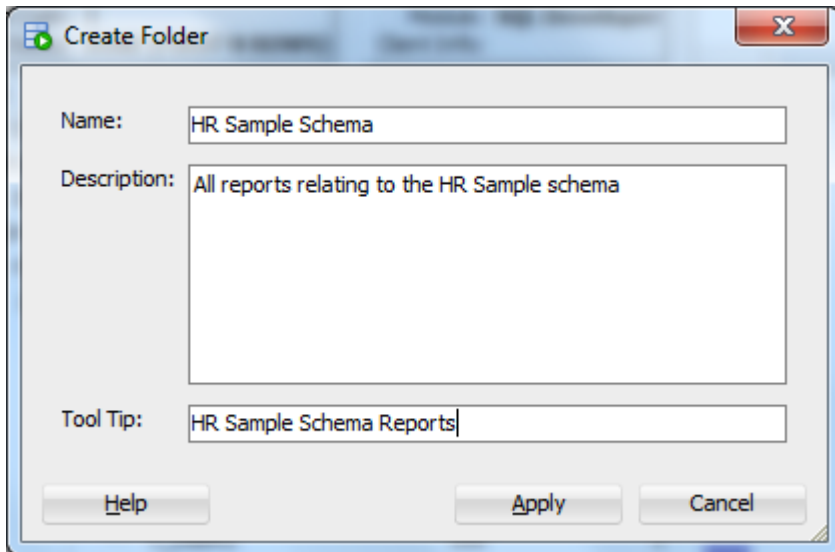 Create Folder
Name:
HR Sample Schema
Description:
All reports relating to the HR Sample schema
Tool Tip:
HR Sample Schema Reports
Help
Apply
Cancel